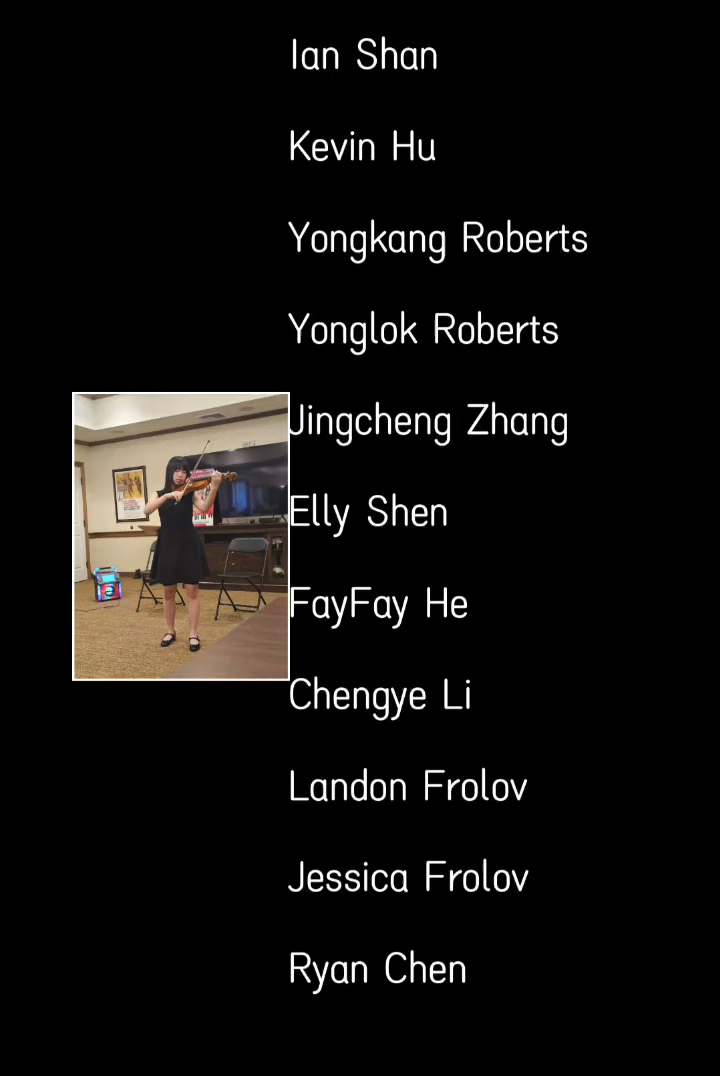 Ian Shan
Kevin Hu
Yongkang Roberts
Yonglok Roberts
Jingcheng Zhang
Elly Shen
FayFay He
Chengye Li
Landon Frolov
Jessica Frolov
Ryan Chen